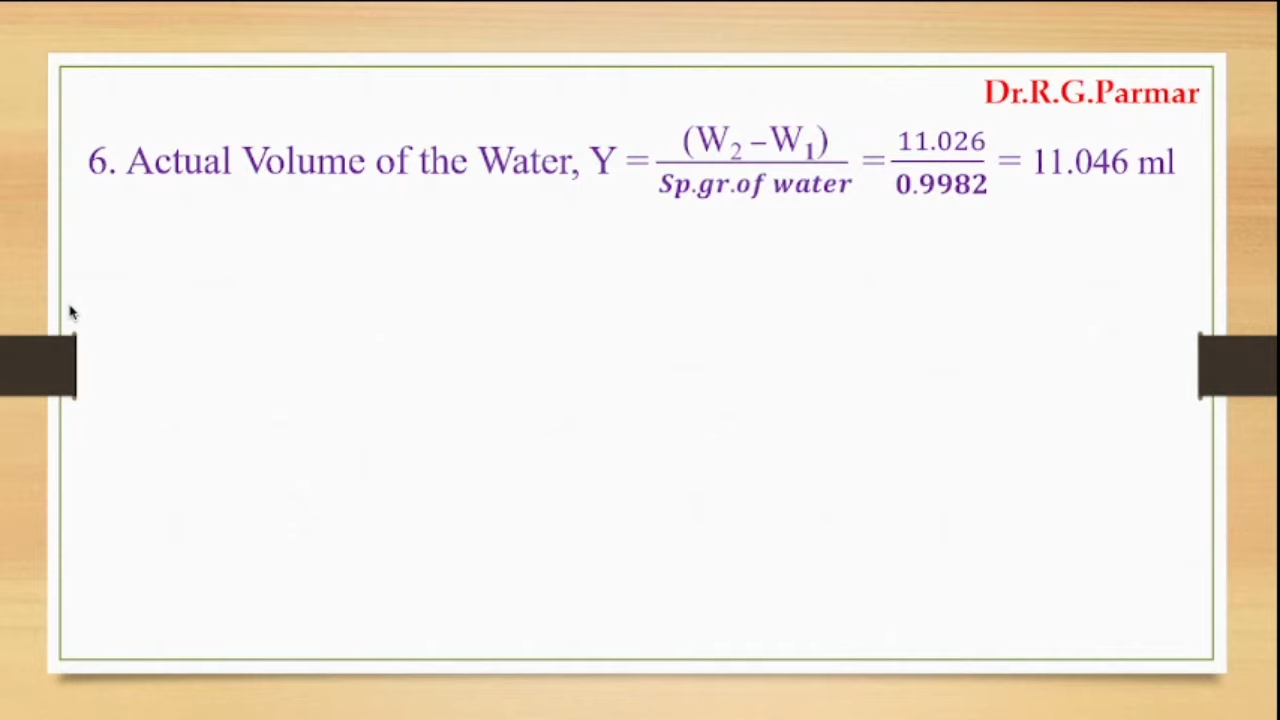 Dr.R.G.Parmar
6. Actual Volume of the Water, Y = (W₂ – W₁) / Sp.gr.of water = 11.026 / 0.9982 = 11.046 ml